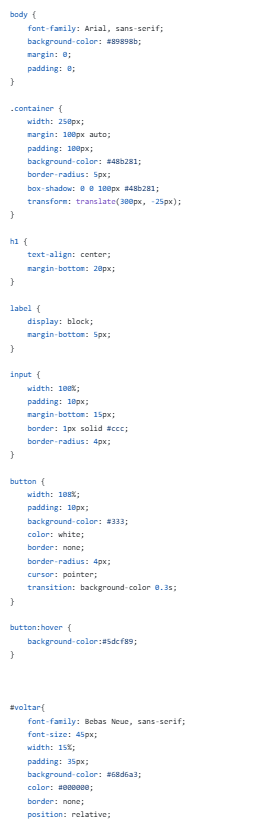 body {
    font-family: Arial, sans-serif;
    background-color: #89898b;
    margin: 0;
    padding: 0;
}

.container {
    width: 250px;
    margin: 100px auto;
    padding: 100px;
    background-color: #48b281;
    border-radius: 5px;
    box-shadow: 0 0 100px #48b281;
    transform: translate(300px, -25px);
}

h1 {
    text-align: center;
    margin-bottom: 20px;
}

label {
    display: block;
    margin-bottom: 5px;
}

input {
    width: 100%;
    padding: 10px;
    margin-bottom: 15px;
    border: 1px solid #ccc;
    border-radius: 4px;
}

button {
    width: 108%;
    padding: 10px;
    background-color: #333;
    color: white;
    border: none;
    border-radius: 4px;
    cursor: pointer;
    transition: background-color 0.3s;
}

button:hover {
    background-color:#5dcf89;
}

#voltar{
    font-family: Bebas Neue, sans-serif;
    font-size: 45px;
    width: 15%;
    padding: 35px;
    background-color: #68d6a3;
    color: #000000;
    border: none;
    position: relative;